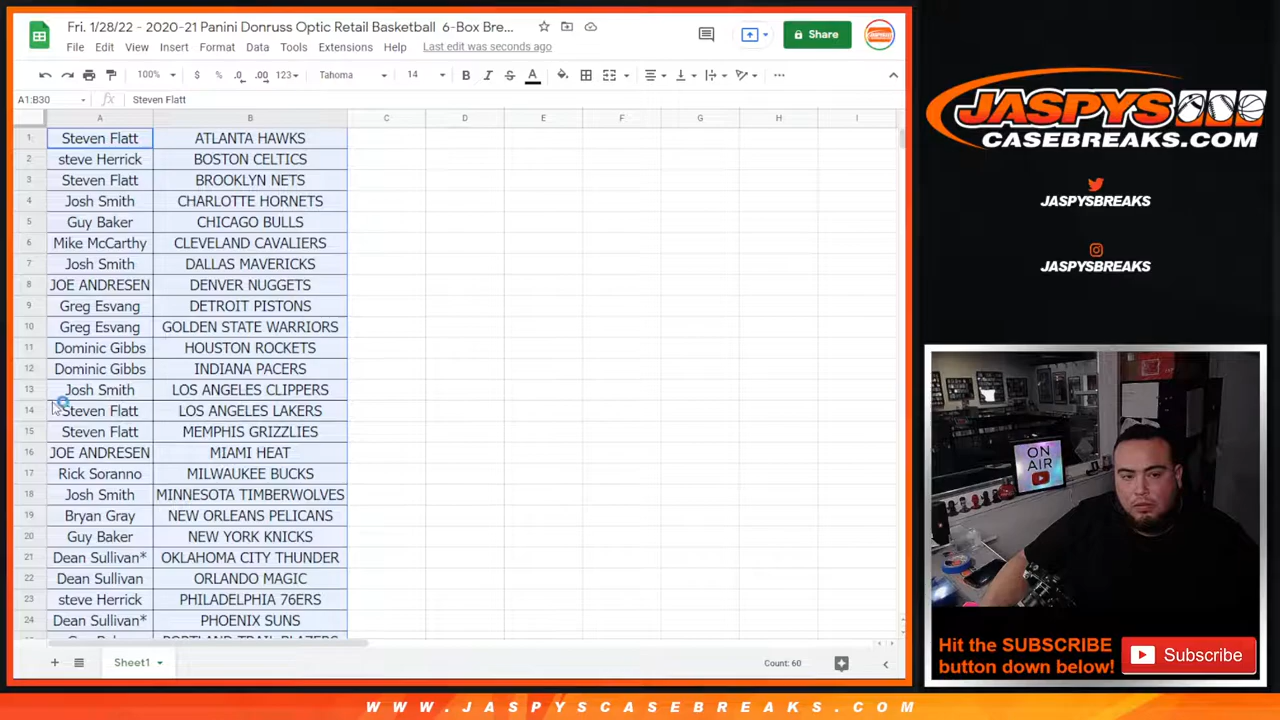 Fri. 1/28/22 - 2020-21 Panini Donruss Optic Retail Basketball 6-Box Bre...
File Edit View Insert Format Data Tools Extensions Help Last edit was seconds ago
Share
100% $ % .0 .00 123 Tahoma 14 B I S A
A1:B30 fx Steven Flatt
A B C D E F G H I
1 Steven Flatt ATLANTA HAWKS
2 steve Herrick BOSTON CELTICS
3 Steven Flatt BROOKLYN NETS
4 Josh Smith CHARLOTTE HORNETS
5 Guy Baker CHICAGO BULLS
6 Mike McCarthy CLEVELAND CAVALIERS
7 Josh Smith DALLAS MAVERICKS
8 JOE ANDRESEN DENVER NUGGETS
9 Greg Esvang DETROIT PISTONS
10 Greg Esvang GOLDEN STATE WARRIORS
11 Dominic Gibbs HOUSTON ROCKETS
12 Dominic Gibbs INDIANA PACERS
13 Josh Smith LOS ANGELES CLIPPERS
14 Steven Flatt LOS ANGELES LAKERS
15 Steven Flatt MEMPHIS GRIZZLIES
16 JOE ANDRESEN MIAMI HEAT
17 Rick Soranno MILWAUKEE BUCKS
18 Josh Smith MINNESOTA TIMBERWOLVES
19 Bryan Gray NEW ORLEANS PELICANS
20 Guy Baker NEW YORK KNICKS
21 Dean Sullivan* OKLAHOMA CITY THUNDER
22 Dean Sullivan ORLANDO MAGIC
23 steve Herrick PHILADELPHIA 76ERS
24 Dean Sullivan* PHOENIX SUNS
Guy Baker PORTLAND TRAIL BLAZERS
Sheet1
Count: 60
JASPYS
CASEBREAKS.COM
JASPYSBREAKS
JASPYSBREAKS
ON
AIR
Hit the SUBSCRIBE
button down below!
Subscribe
WWW.JASPYSCASEBREAKS.COM